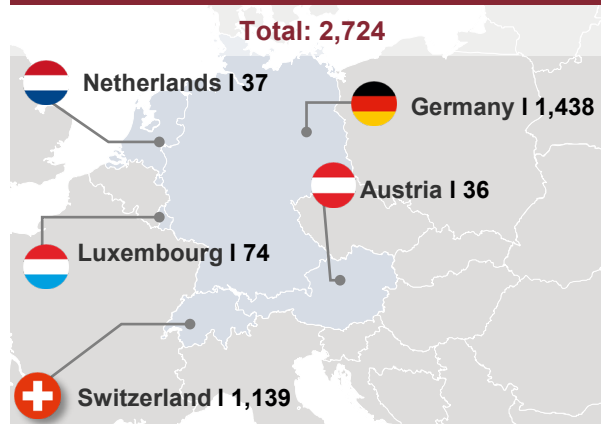 Total: 2,724
Netherlands I 37
Germany I 1,438
Austria I 36
Luxembourg I 74
Switzerland I 1,139